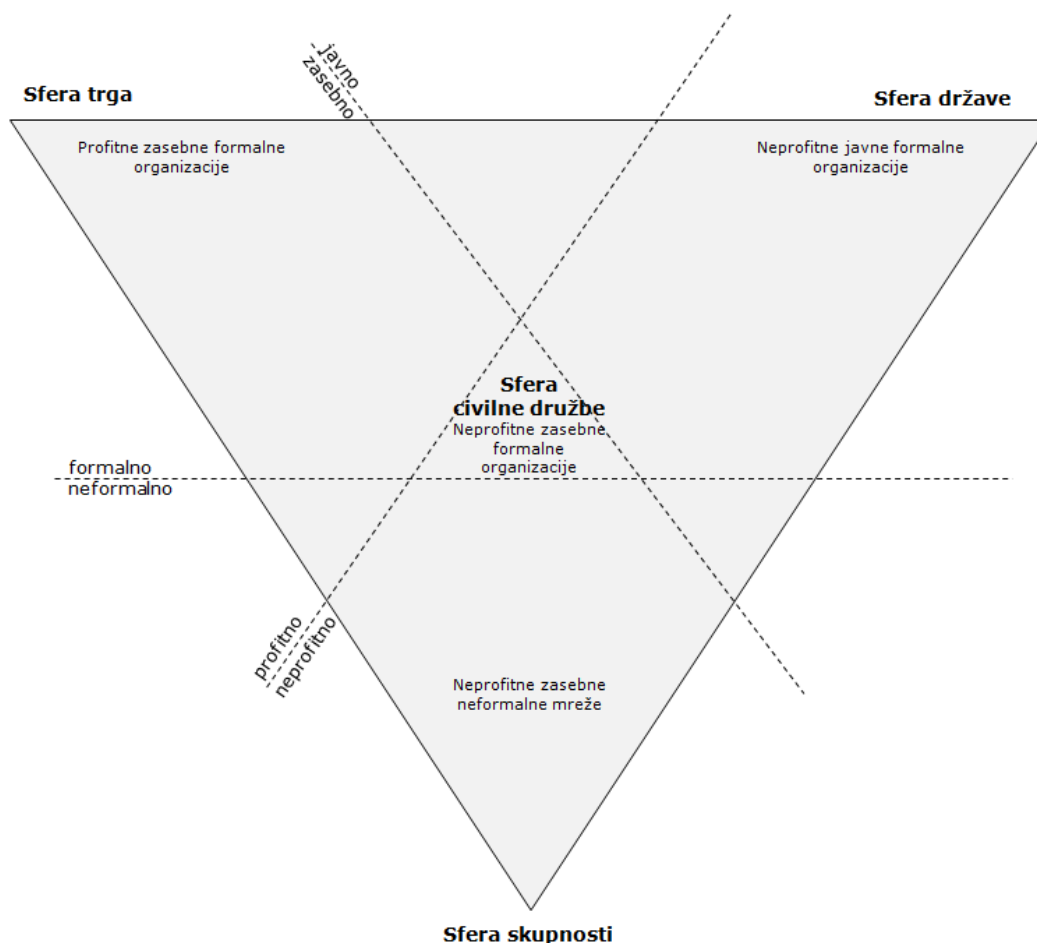 javno
zasebno
Sfera trga
Sfera države
Profitne zasebne formalne
organizacije
Neprofitne javne formalne
organizacije
Sfera
civilne družbe
Neprofitne zasebne
formalne
organizacije
formalno
neformalno
profitno
neprofitno
Neprofitne zasebne
neformalne mreže
Sfera skupnosti